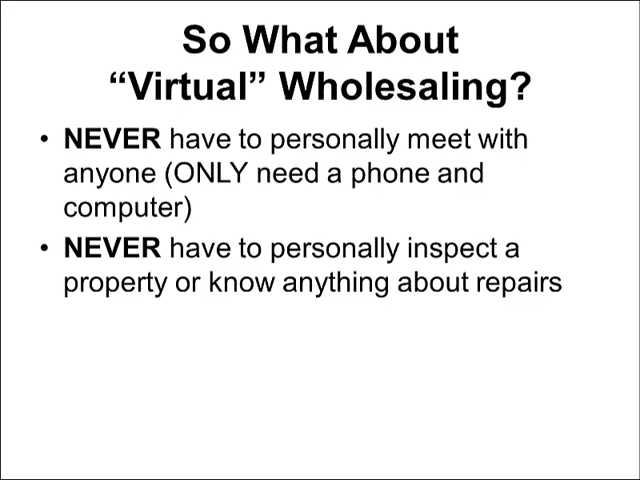 So What About
“Virtual” Wholesaling?
• NEVER have to personally meet with
anyone (ONLY need a phone and
computer)
• NEVER have to personally inspect a
property or know anything about repairs